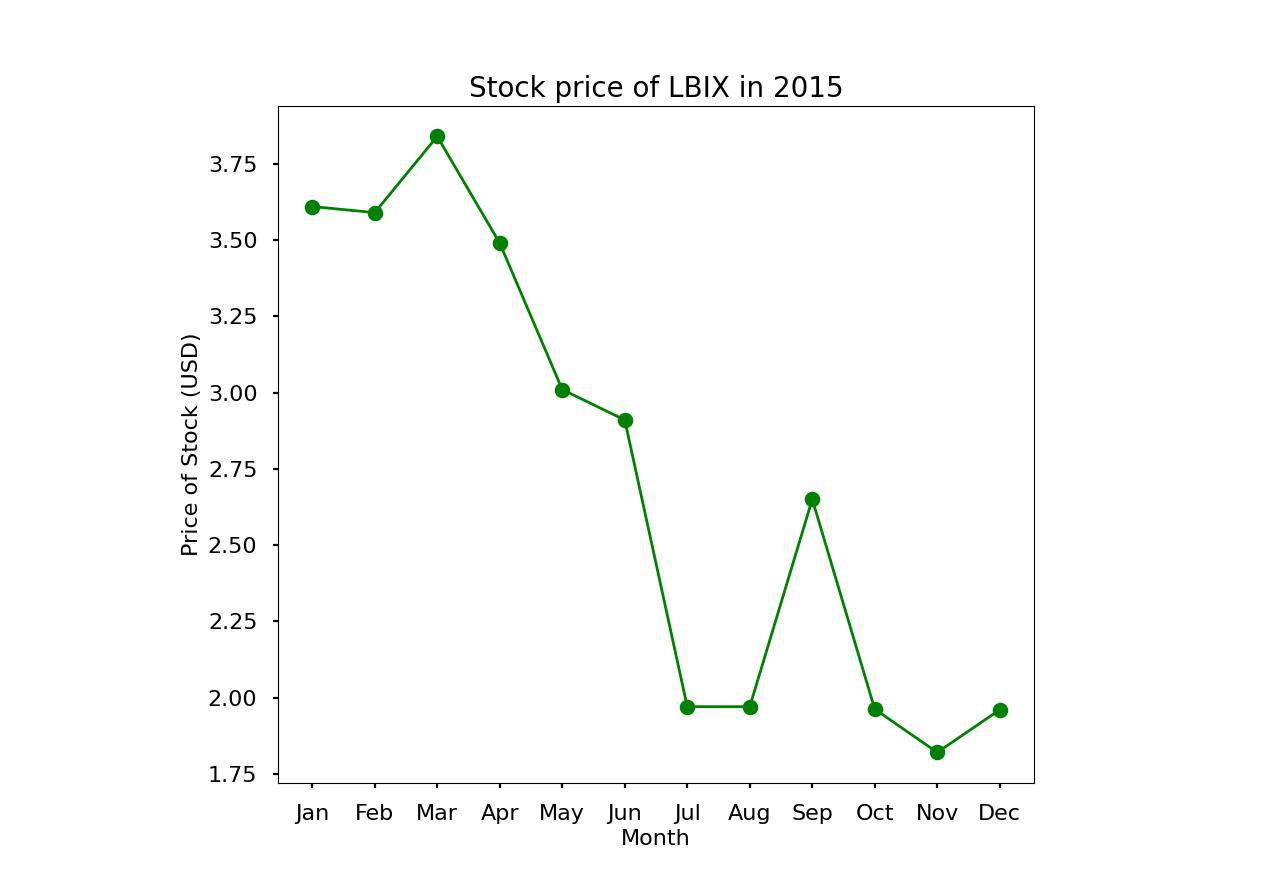 Stock price of LBIX in 2015
Price of Stock (USD)
3.75
3.50
3.25
3.00
2.75
2.50
2.25
2.00
1.75
Jan Feb Mar Apr May Jun Jul Aug Sep Oct Nov Dec
Month